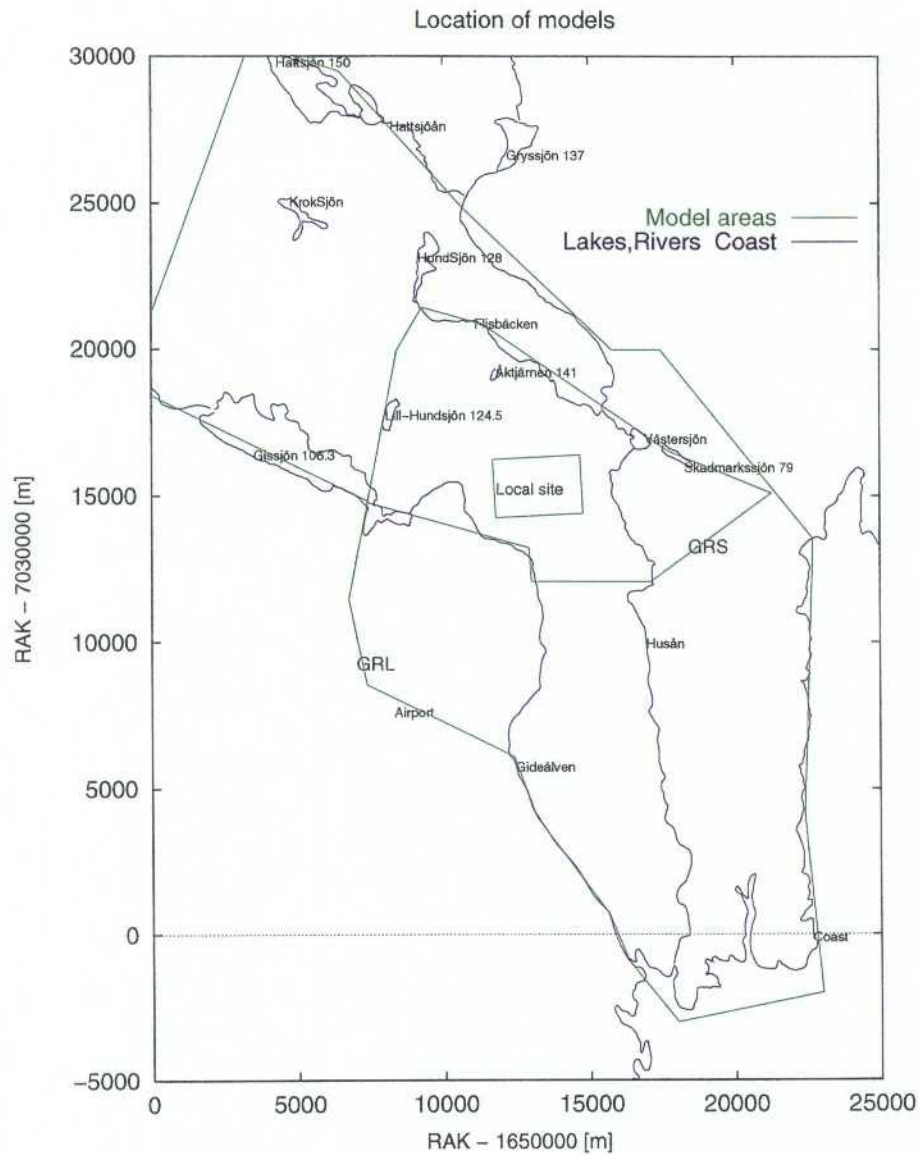 Location of models
30000
Hattsjön 150
Hattsjöån
Gryssjön 137
25000
KrokSjön
Model areas
Lakes,Rivers Coast
HundSjön 128
Flisbäcken
20000
Åktjärnen 141
Lill-Hundsjön 124.5
Västersjön
Gissjön 106.3
Skadmarkssjön 79
15000
Local site
GRS
RAK - 7030000 [m]
10000
Husån
GRL
Airport
Gideälven
5000
0
Coast
-5000
0
5000
10000
15000
20000
25000
RAK - 1650000 [m]